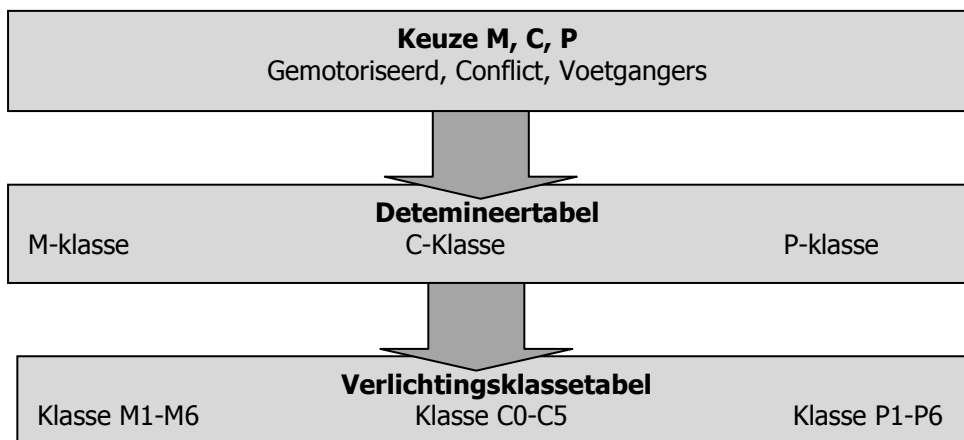 Keuze M, C, P
Gemotoriseerd, Conflict, Voetgangers
Detemineertabel
M-klasse C-Klasse P-klasse
Verlichtingsklassetabel
Klasse M1-M6 Klasse C0-C5 Klasse P1-P6